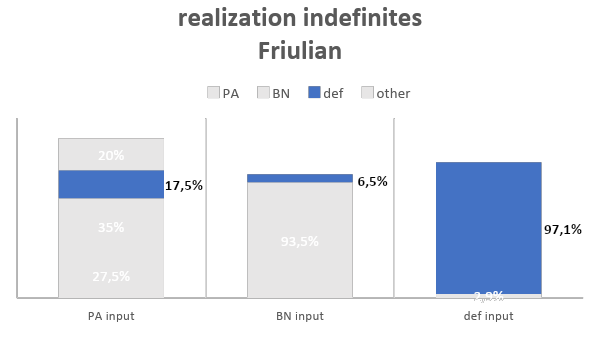 realization indefinites
Friulian
PA BN def other
20%
17,5%
35%
27,5%
6,5%
93,5%
97,1%
PA input BN input def input